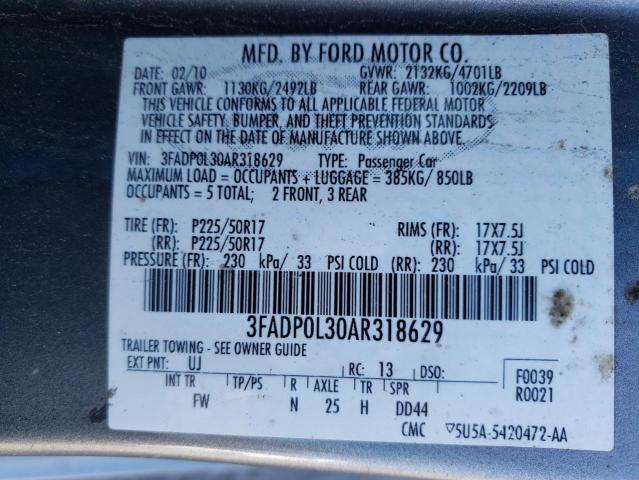 MFD. BY FORD MOTOR CO.
DATE: 02/10 GVWR: 2132KG/4701LB
FRONT GAWR: 1130KG/2492LB REAR GAWR: 1002KG/2209LB
THIS VEHICLE CONFORMS TO ALL APPLICABLE FEDERAL MOTOR
VEHICLE SAFETY, BUMPER, AND THEFT PREVENTION STANDARDS
IN EFFECT ON THE DATE OF MANUFACTURE SHOWN ABOVE.
VIN: 3FADP0L30AR318629 TYPE: Passenger Car
MAXIMUM LOAD = OCCUPANTS + LUGGAGE = 385KG/ 850LB
OCCUPANTS = 5 TOTAL; 2 FRONT, 3 REAR
TIRE (FR): P225/50R17 RIMS (FR): 17X7.5J
(RR): P225/50R17 (RR): 17X7.5J
PRESSURE (FR): 230 kPa/ 33 PSI COLD (RR): 230 kPa/ 33 PSI COLD
3FADP0L30AR318629
TRAILER TOWING - SEE OWNER GUIDE
EXT PNT: UJ RC: 13 DSO: F0039
R0021
INT TR TP/PS R AXLE TR SPR
FW N 25 H DD44
CMC ▽5U5A-5420472-AA